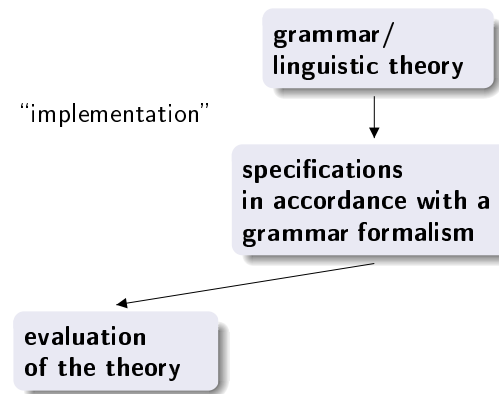 grammar/
linguistic theory
“implementation”
specifications
in accordance with a
grammar formalism
evaluation
of the theory